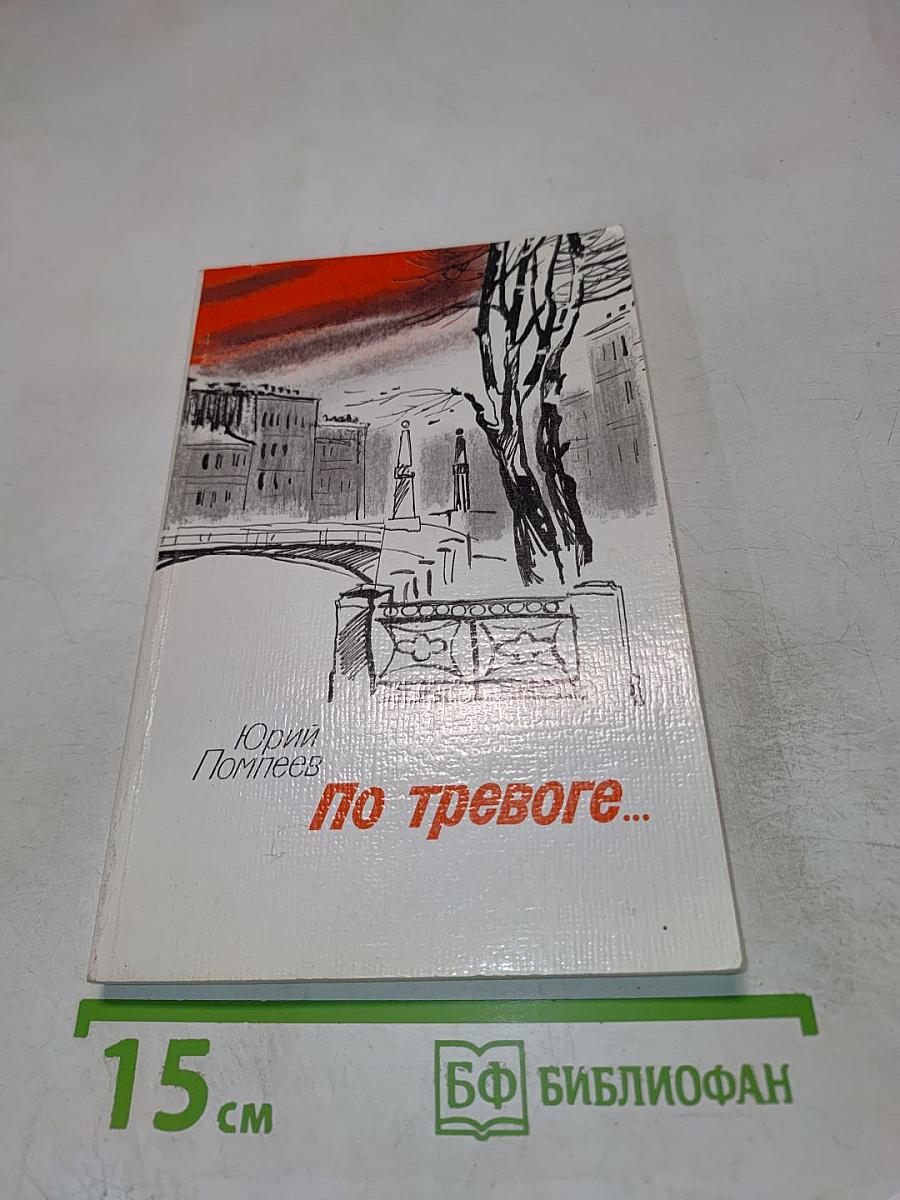 Юрий
Помпеев
По тревоге...
15 см
БФ БИБЛИОФАН